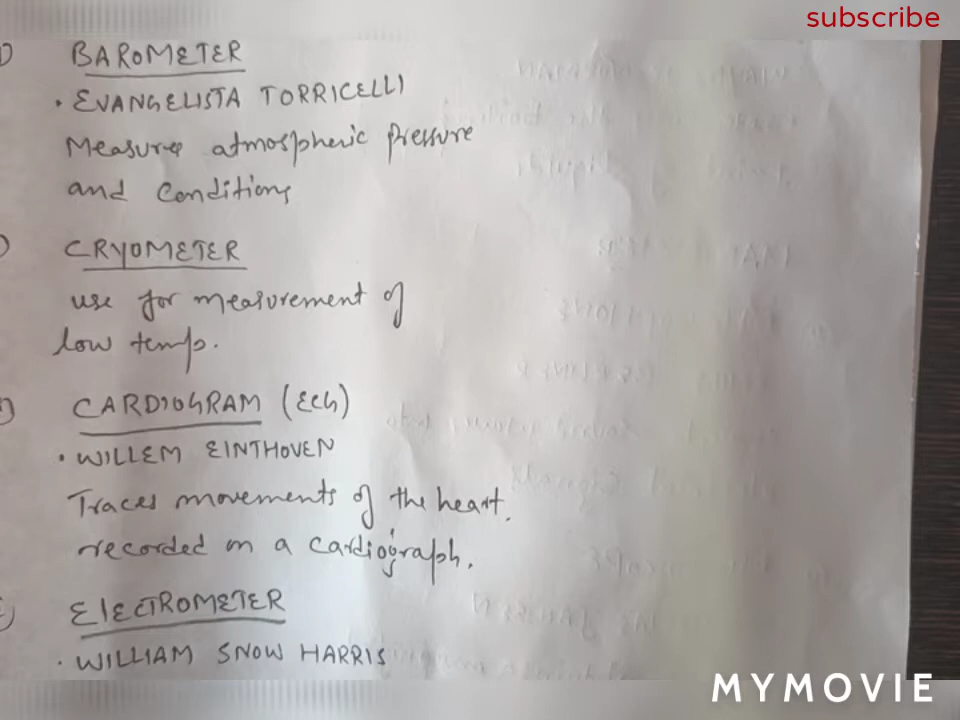 subscribe
BAROMETER
• EVANGELISTA TORRICELLI
Measures atmospheric pressure
and Conditions
CRYOMETER
use for measurement of
low temp.
CARDIOGRAM (ECG)
• WILLEM EINTHOVEN
Traces movements of the heart.
recorded on a cardiograph.
ElECTROMETER
• WILLIAM SNOW HARRIS
MYMOVIE